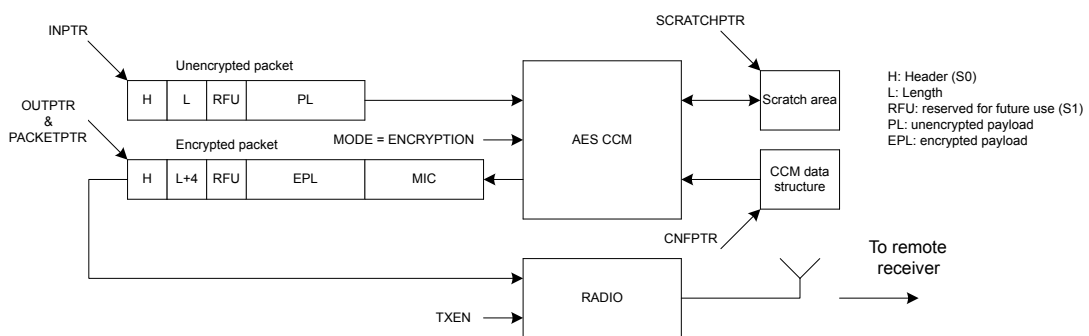 INPTR
SCRATCHPTR
Unencrypted packet
H L RFU PL
OUTPTR
&
PACKETPTR
MODE = ENCRYPTION
Encrypted packet
H L+4 RFU EPL MIC
AES CCM
Scratch area
CCM data
structure
CNFPTR
H: Header (S0)
L: Length
RFU: reserved for future use (S1)
PL: unencrypted payload
EPL: encrypted payload
RADIO
TXEN
To remote
receiver